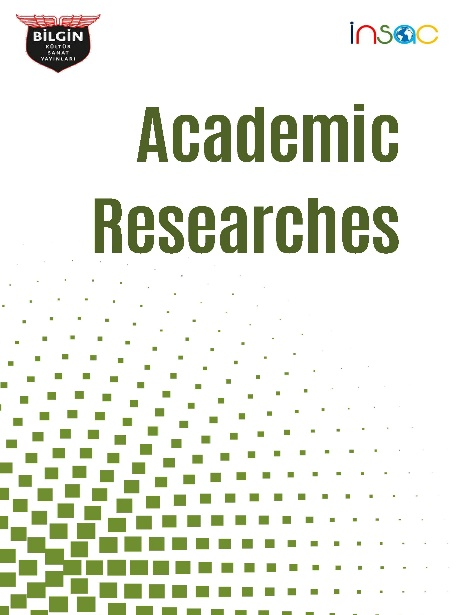 BİLGİN
KÜLTÜR
SANAT
YAYINLARI
insac
Academic
Researches